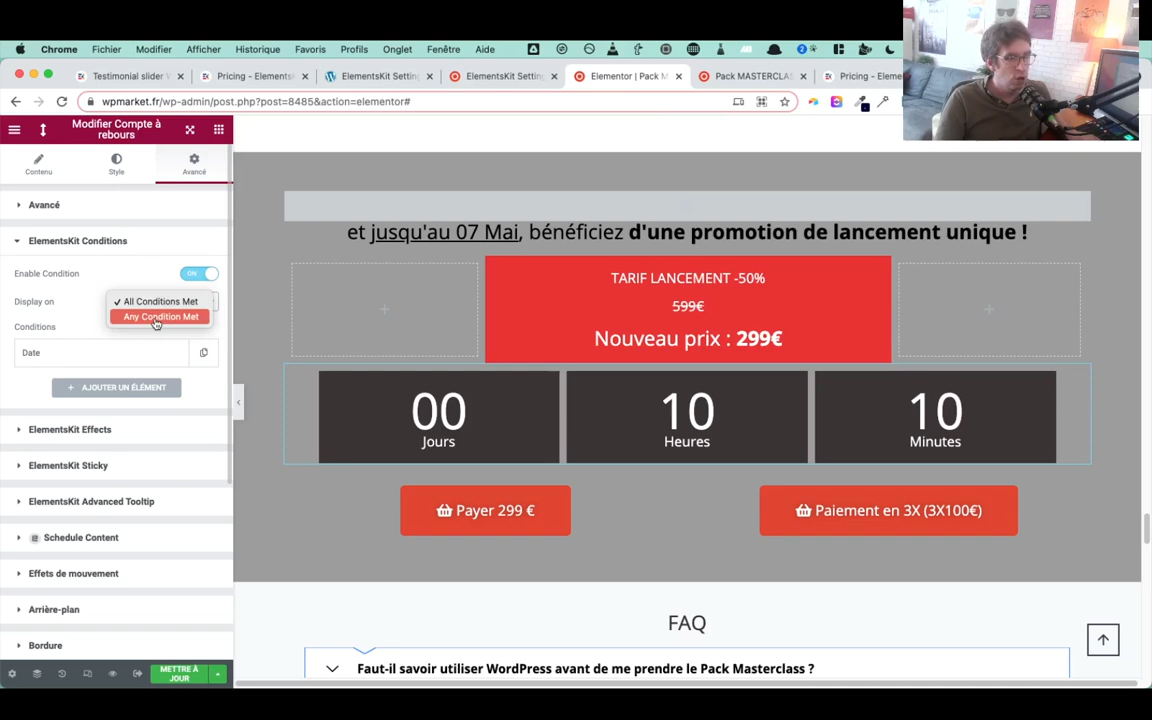 Chrome Fichier Modifier Afficher Historique Favoris Profils Onglet Fenêtre Aide
Testimonial slider V
Pricing - ElementsK
ElementsKit Setting
ElementsKit Setting
Elementor | Pack M
Pack MASTERCLASS
Pricing - Eleme
wpmarket.fr/wp-admin/post.php?post=8485&action=elementor#
Modifier Compte à
rebours
Contenu Style Avancé
Avancé
ElementsKit Conditions
Enable Condition ON
Display on
All Conditions Met
Any Condition Met
Conditions
Date
+ AJOUTER UN ÉLÉMENT
ElementsKit Effects
ElementsKit Sticky
ElementsKit Advanced Tooltip
Schedule Content
Effets de mouvement
Arrière-plan
Bordure
METTRE À
JOUR
et jusqu'au 07 Mai, bénéficiez d'une promotion de lancement unique !
TARIF LANCEMENT -50%
599€
Nouveau prix : 299€
00 10 10
Jours Heures Minutes
Payer 299 € Paiement en 3X (3X100€)
FAQ
Faut-il savoir utiliser WordPress avant de me prendre le Pack Masterclass ?